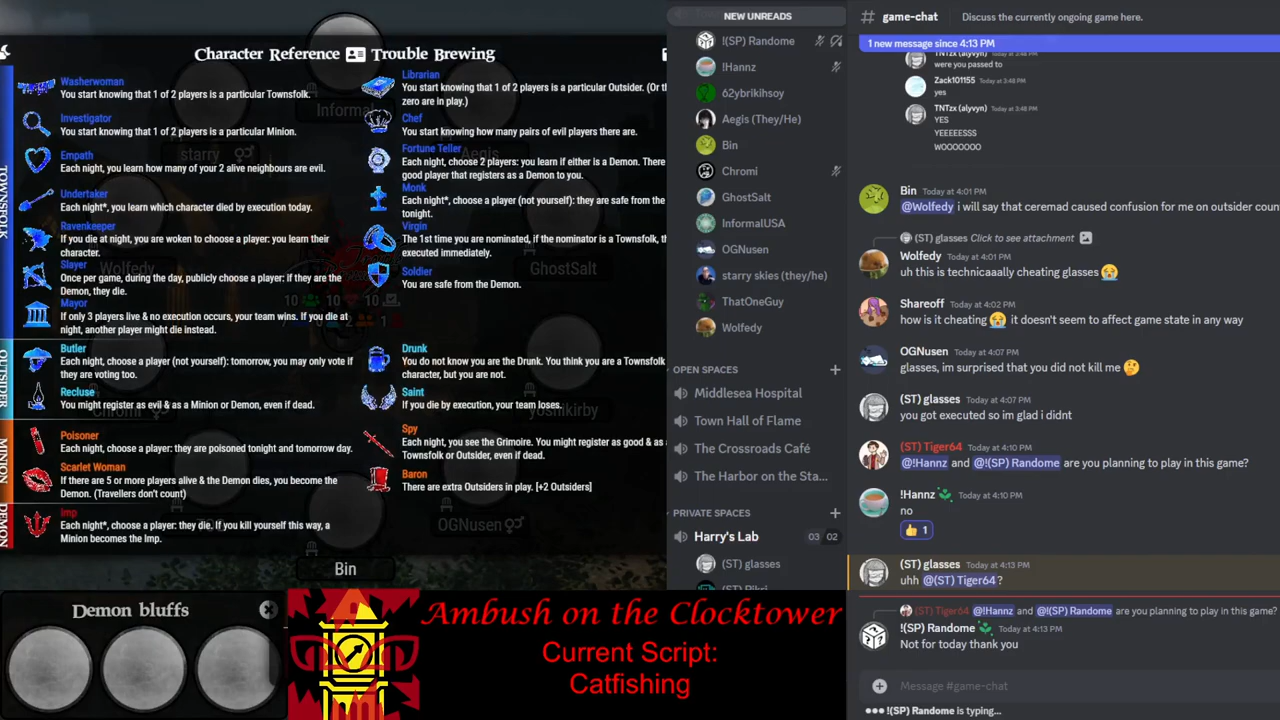 Character Reference Trouble Brewing
TOWNSFOLK
Washerwoman
You start knowing that 1 of 2 players is a particular Townsfolk.
Investigator
You start knowing that 1 of 2 players is a particular Minion.
Empath
Each night, you learn how many of your 2 alive neighbours are evil.
Undertaker
Each night*, you learn which character died by execution today.
Ravenkeeper
If you die at night, you are woken to choose a player: you learn their
character.
Slayer
Once per game, during the day, publicly choose a player: if they are the
Demon, they die.
Mayor
If only 3 players live & no execution occurs, your team wins. If you die at
night, another player might die instead.
Librarian
You start knowing that 1 of 2 players is a particular Outsider. (Or th
zero are in play.)
Chef
You start knowing how many pairs of evil players there are.
Fortune Teller
Each night, choose 2 players: you learn if either is a Demon. There
good player that registers as a Demon to you.
Monk
Each night*, choose a player (not yourself): they are safe from the
tonight.
Virgin
The 1st time you are nominated, if the nominator is a Townsfolk,
executed immediately.
Soldier
You are safe from the Demon.
OUTSIDER
Butler
Each night, choose a player (not yourself): tomorrow, you may only vote if
they are voting too.
Recluse
You might register as evil & as a Minion or Demon, even if dead.
Drunk
You do not know you are the Drunk. You think you are a Townsfolk
character, but you are not.
Saint
If you die by execution, your team loses.
MINION
Poisoner
Each night, choose a player: they are poisoned tonight and tomorrow day.
Scarlet Woman
If there are 5 or more players alive & the Demon dies, you become the
Demon. (Travellers don't count)
Spy
Each night, you see the Grimoire. You might register as good & as a
Townsfolk or Outsider, even if dead.
Baron
There are extra Outsiders in play. [+2 Outsiders]
DEMON
Imp
Each night*, choose a player: they die. If you kill yourself this way, a
Minion becomes the Imp.
Informal
starry
Aegis
Wolfedy
GhostSalt
10 10 10
Chromi
yoshikirby
OGNusen
Bin
Demon bluffs
Ambush on the Clocktower
Current Script:
Catfishing
NEW UNREADS
!(SP) Randome
!Hannz
62ybrikihsoy
Aegis (They/He)
Bin
Chromi
GhostSalt
InformalUSA
OGNusen
starry skies (they/he)
ThatOneGuy
Wolfedy
OPEN SPACES
Middlesea Hospital
Town Hall of Flame
The Crossroads Café
The Harbor on the Sta...
PRIVATE SPACES
Harry's Lab 03 02
(ST) glasses
(ST) Rikri
# game-chat Discuss the currently ongoing game here.
1 new message since 4:13 PM
TNTzx (alyvyn) Today at 3:48 PM
were you passed to
Zack101155 Today at 3:48 PM
yes
TNTzx (alyvyn) Today at 3:48 PM
YES
YEEEEESSS
WOOOOOOO
Bin Today at 4:01 PM
@Wolfedy i will say that ceremad caused confusion for me on outsider coun
(ST) glasses Click to see attachment
Wolfedy Today at 4:01 PM
uh this is technicaaally cheating glasses 😭
Shareoff Today at 4:02 PM
how is it cheating 😭 it doesn't seem to affect game state in any way
OGNusen Today at 4:07 PM
glasses, im surprised that you did not kill me 🤔
(ST) glasses Today at 4:07 PM
you got executed so im glad i didnt
(ST) Tiger64 Today at 4:10 PM
@!Hannz and @!(SP) Randome are you planning to play in this game?
!Hannz Today at 4:10 PM
no
👍 1
(ST) glasses Today at 4:13 PM
uhh @(ST) Tiger64 ?
(ST) Tiger64 @!Hannz and @!(SP) Randome are you planning to play in this game?
!(SP) Randome Today at 4:13 PM
Not for today thank you
Message #game-chat
!(SP) Randome is typing...